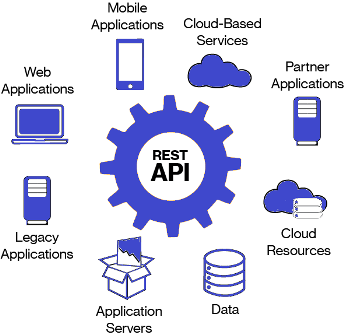 Mobile
Applications
Cloud-Based
Services
Web
Applications
Partner
Applications
REST
API
Legacy
Applications
Cloud
Resources
Application
Servers
Data